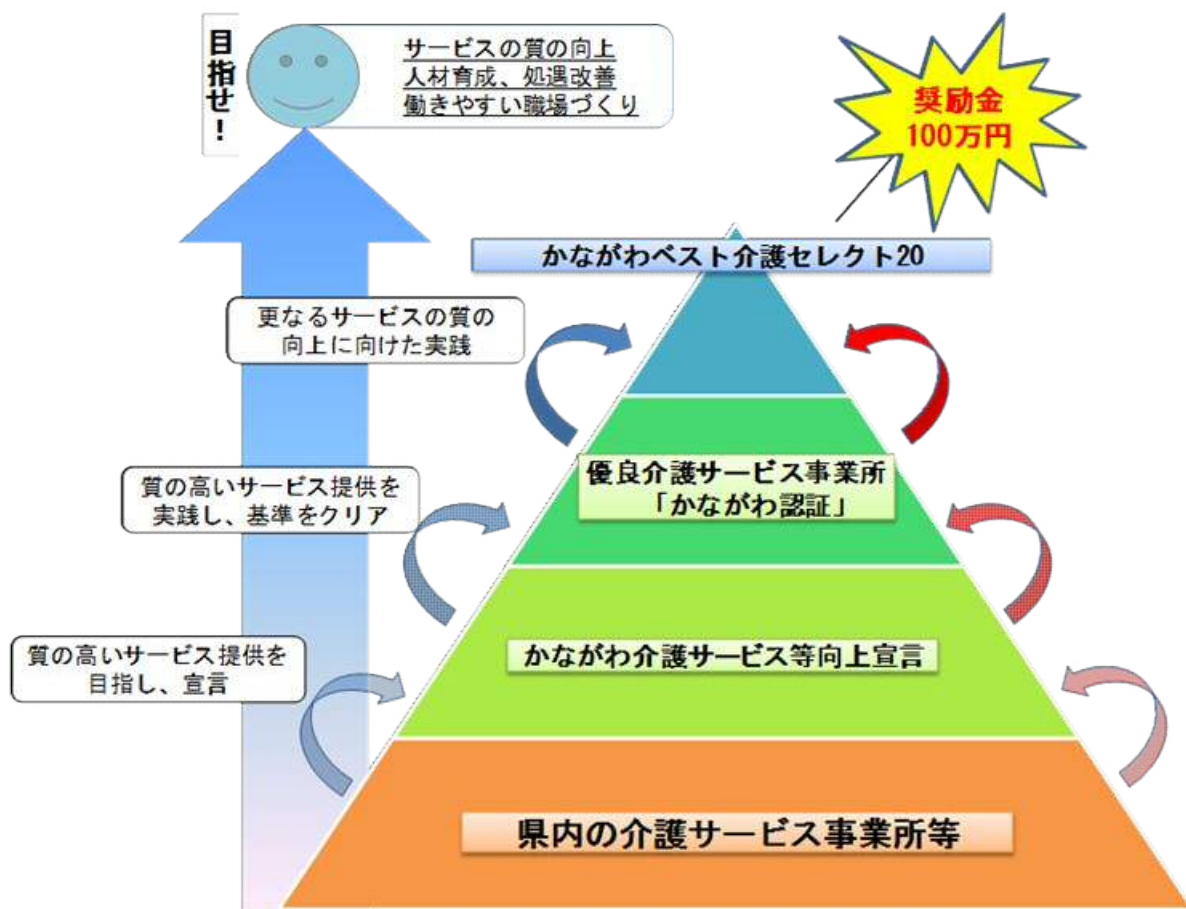 目指せ!
サービスの質の向上
人材育成、処遇改善
働きやすい職場づくり
奨励金
100万円
かながわベスト介護セレクト20
更なるサービスの質の
向上に向けた実践
優良介護サービス事業所
「かながわ認証」
質の高いサービス提供を
実践し、基準をクリア
かながわ介護サービス等向上宣言
質の高いサービス提供を
目指し、宣言
県内の介護サービス事業所等